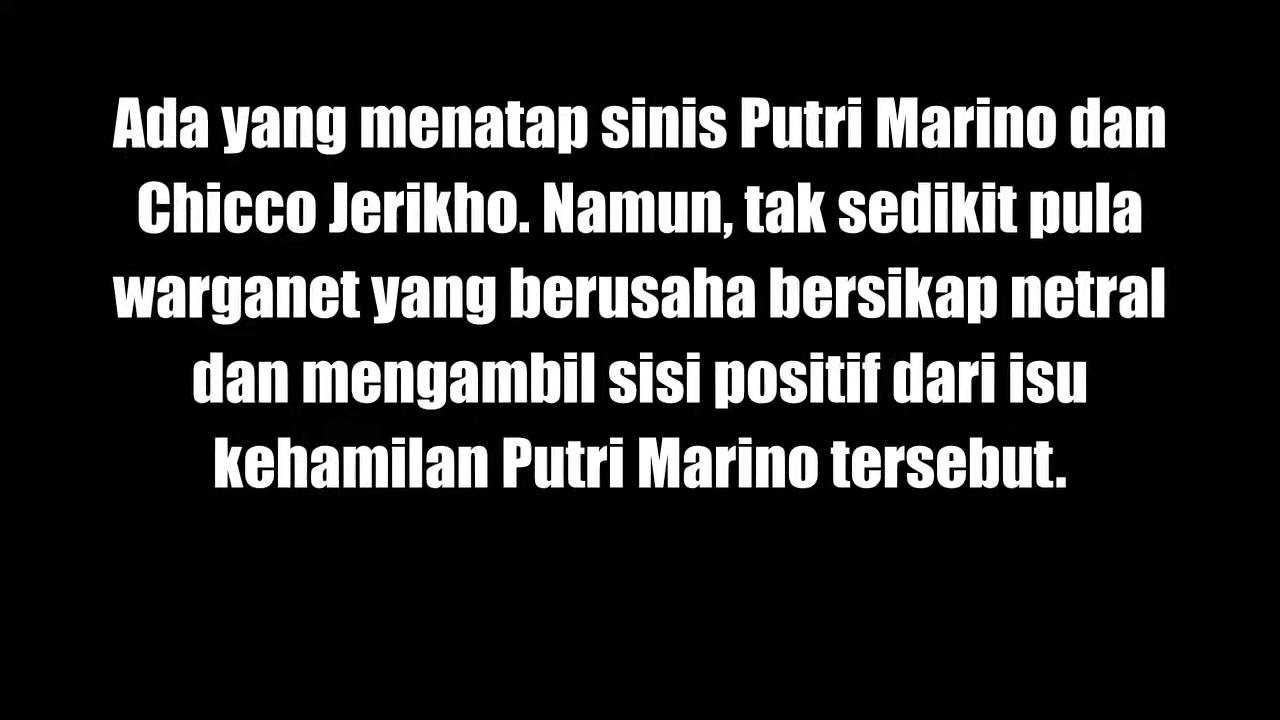 Ada yang menatap sinis Putri Marino dan
Chicco Jerikho. Namun, tak sedikit pula
warganet yang berusaha bersikap netral
dan mengambil sisi positif dari isu
kehamilan Putri Marino tersebut.